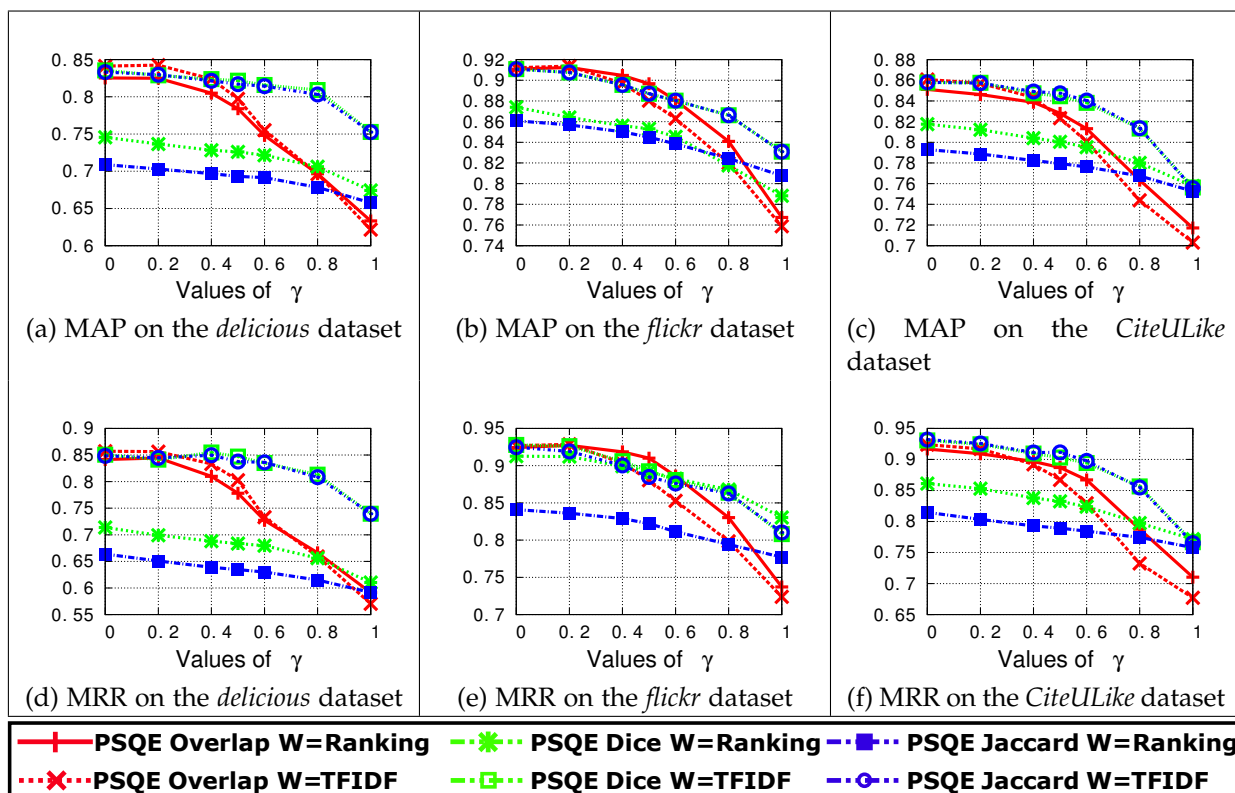 0. 85
0. 8
0. 75
0. 7
0. 65
0. 6
0 0. 2 0. 4 0. 6 0. 8 1
Values of γ
(a) MAP on the delicious dataset
0. 92
0. 9
0. 88
0. 86
0. 84
0. 82
0. 8
0. 78
0. 76
0. 74
0 0. 2 0. 4 0. 6 0. 8 1
Values of γ
(b) MAP on the flickr dataset
0. 88
0. 86
0. 84
0. 82
0. 8
0. 78
0. 76
0. 74
0. 72
0. 7
0 0. 2 0. 4 0. 6 0. 8 1
Values of γ
(c) MAP on the CiteULike
dataset
0. 9
0. 85
0. 8
0. 75
0. 7
0. 65
0. 6
0. 55
0 0. 2 0. 4 0. 6 0. 8 1
Values of γ
(d) MRR on the delicious dataset
0. 95
0. 9
0. 85
0. 8
0. 75
0. 7
0 0. 2 0. 4 0. 6 0. 8 1
Values of γ
(e) MRR on the flickr dataset
0. 95
0. 9
0. 85
0. 8
0. 75
0. 7
0. 65
0 0. 2 0. 4 0. 6 0. 8 1
Values of γ
(f) MRR on the CiteULike dataset
PSQE Overlap W=Ranking
PSQE Dice W=Ranking
PSQE Jaccard W=Ranking
PSQE Overlap W=TFIDF
PSQE Dice W=TFIDF
PSQE Jaccard W=TFIDF